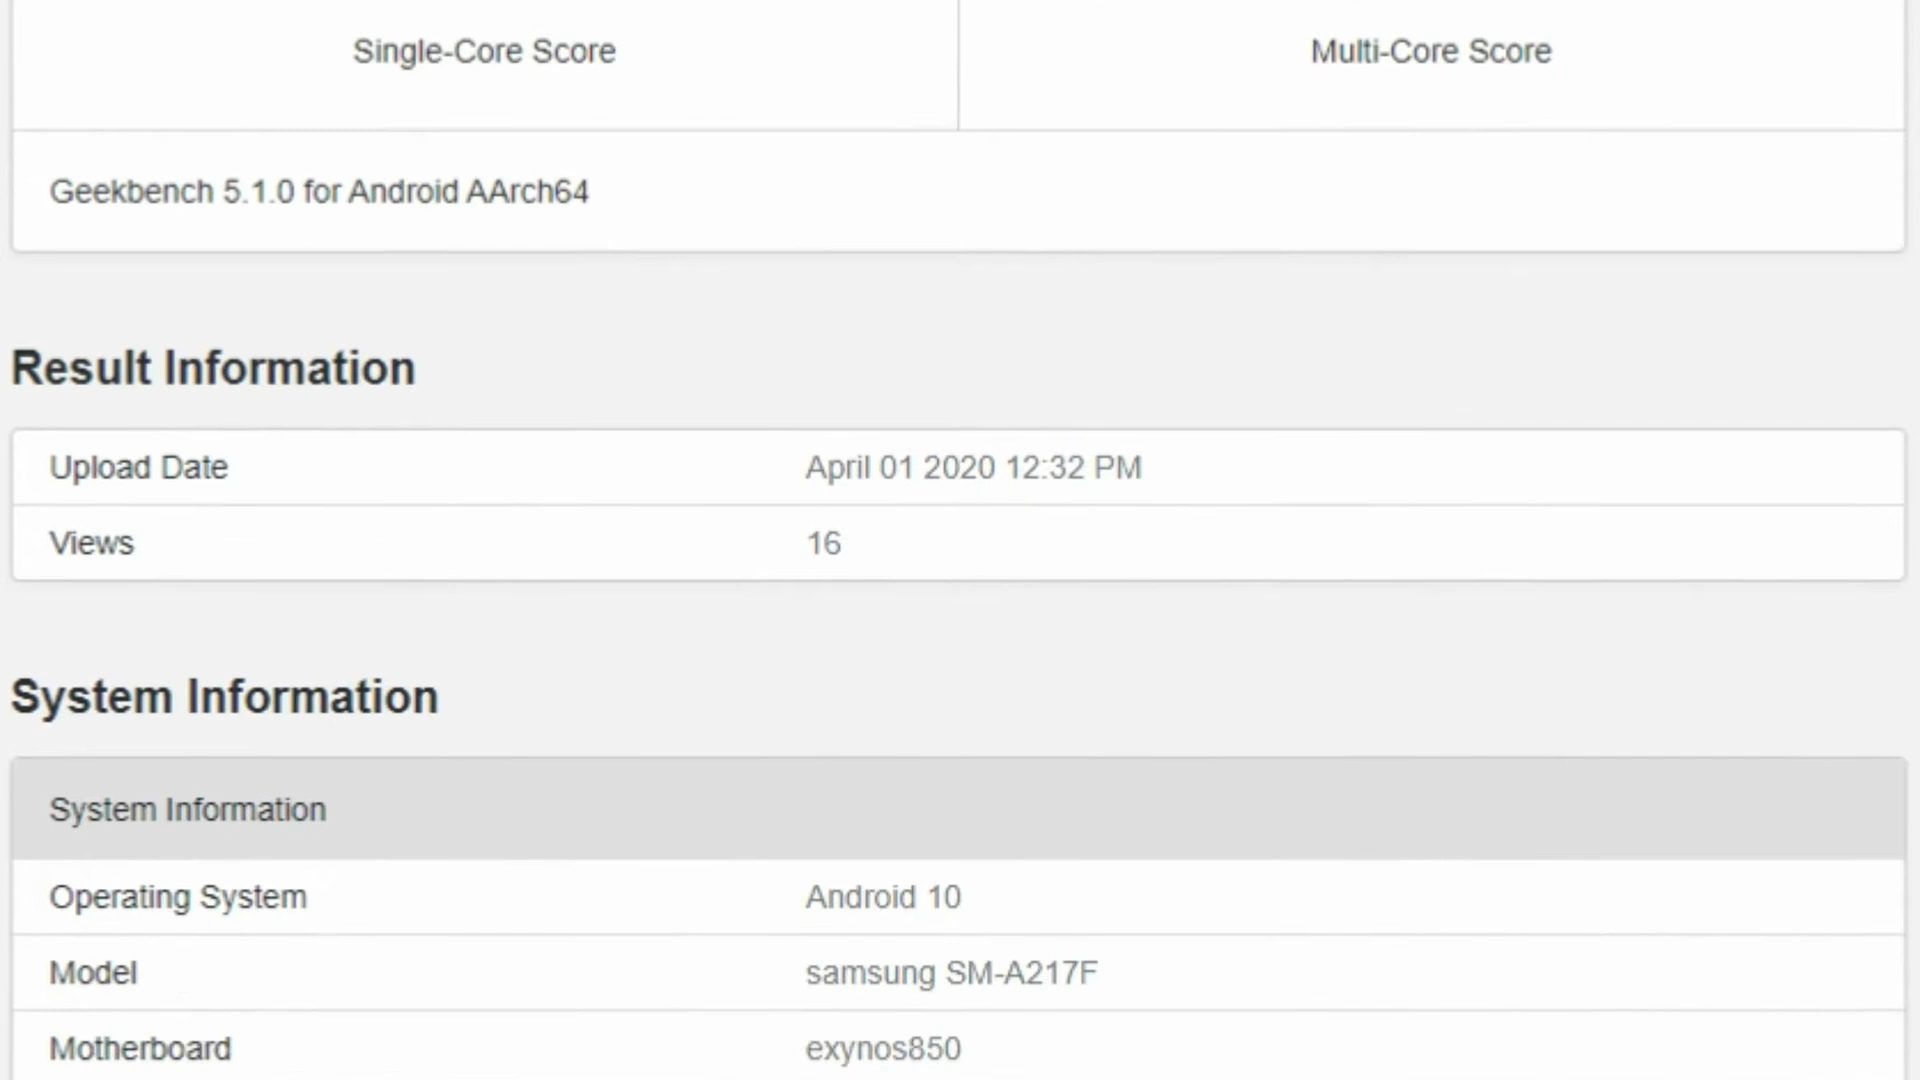 Single-Core Score
Multi-Core Score
Geekbench 5.1.0 for Android AArch64
Result Information
Upload Date April 01 2020 12:32 PM
Views 16
System Information
System Information
Operating System Android 10
Model samsung SM-A217F
Motherboard exynos850